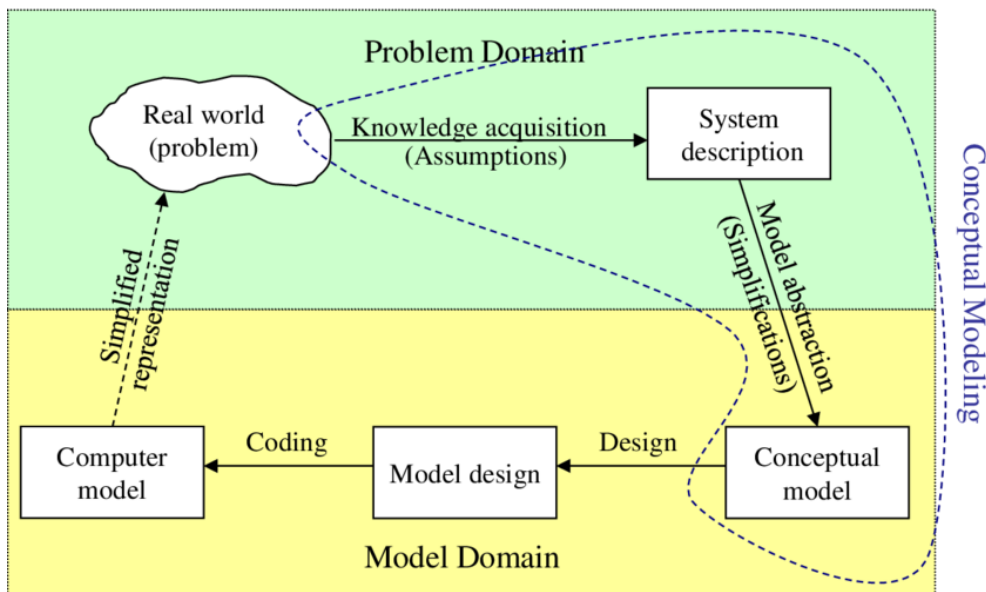 Problem Domain
Real world
(problem)
Knowledge acquisition
(Assumptions)
System
description
Model abstraction
(Simplifications)
Conceptual Modeling
Simplified
representation
Computer
model
Coding
Model design
Design
Conceptual
model
Model Domain